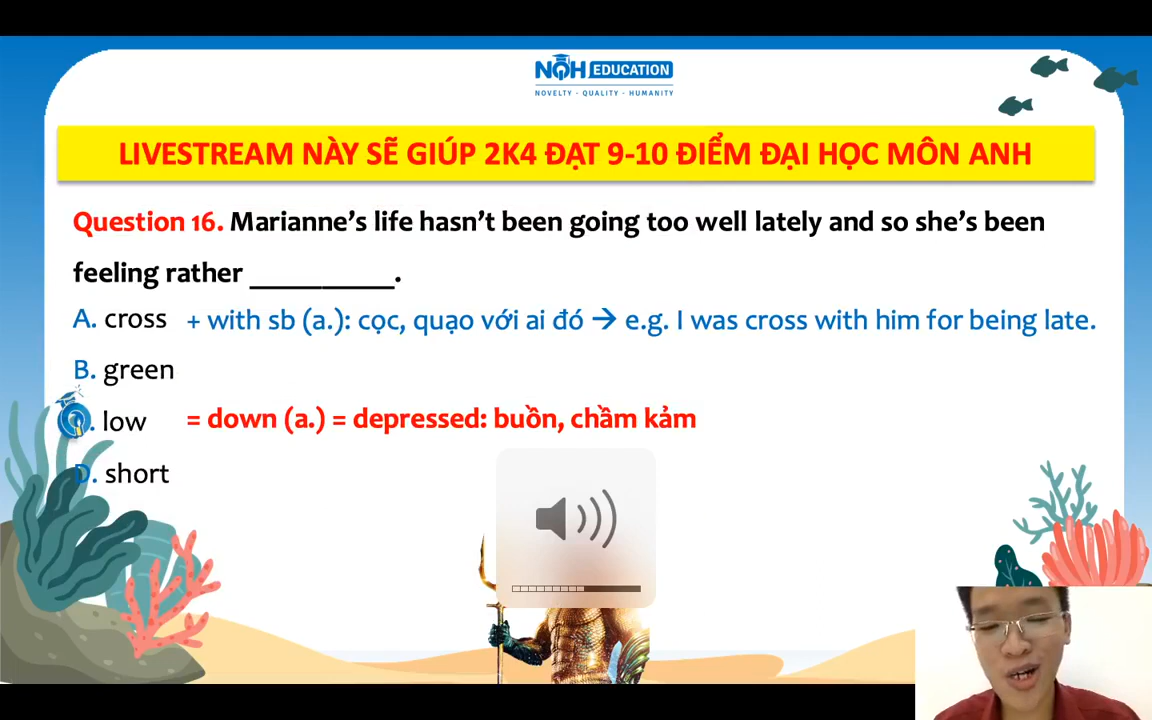 NQH EDUCATION
NOVELTY - QUALITY - HUMANITY
LIVESTREAM NÀY SẼ GIÚP 2K4 ĐẠT 9-10 ĐIỂM ĐẠI HỌC MÔN ANH
Question 16. Marianne’s life hasn’t been going too well lately and so she’s been
feeling rather __________.
A. cross + with sb (a.): cọc, quạo với ai đó → e.g. I was cross with him for being late.
B. green
. low = down (a.) = depressed: buồn, chầm kảm
D. short